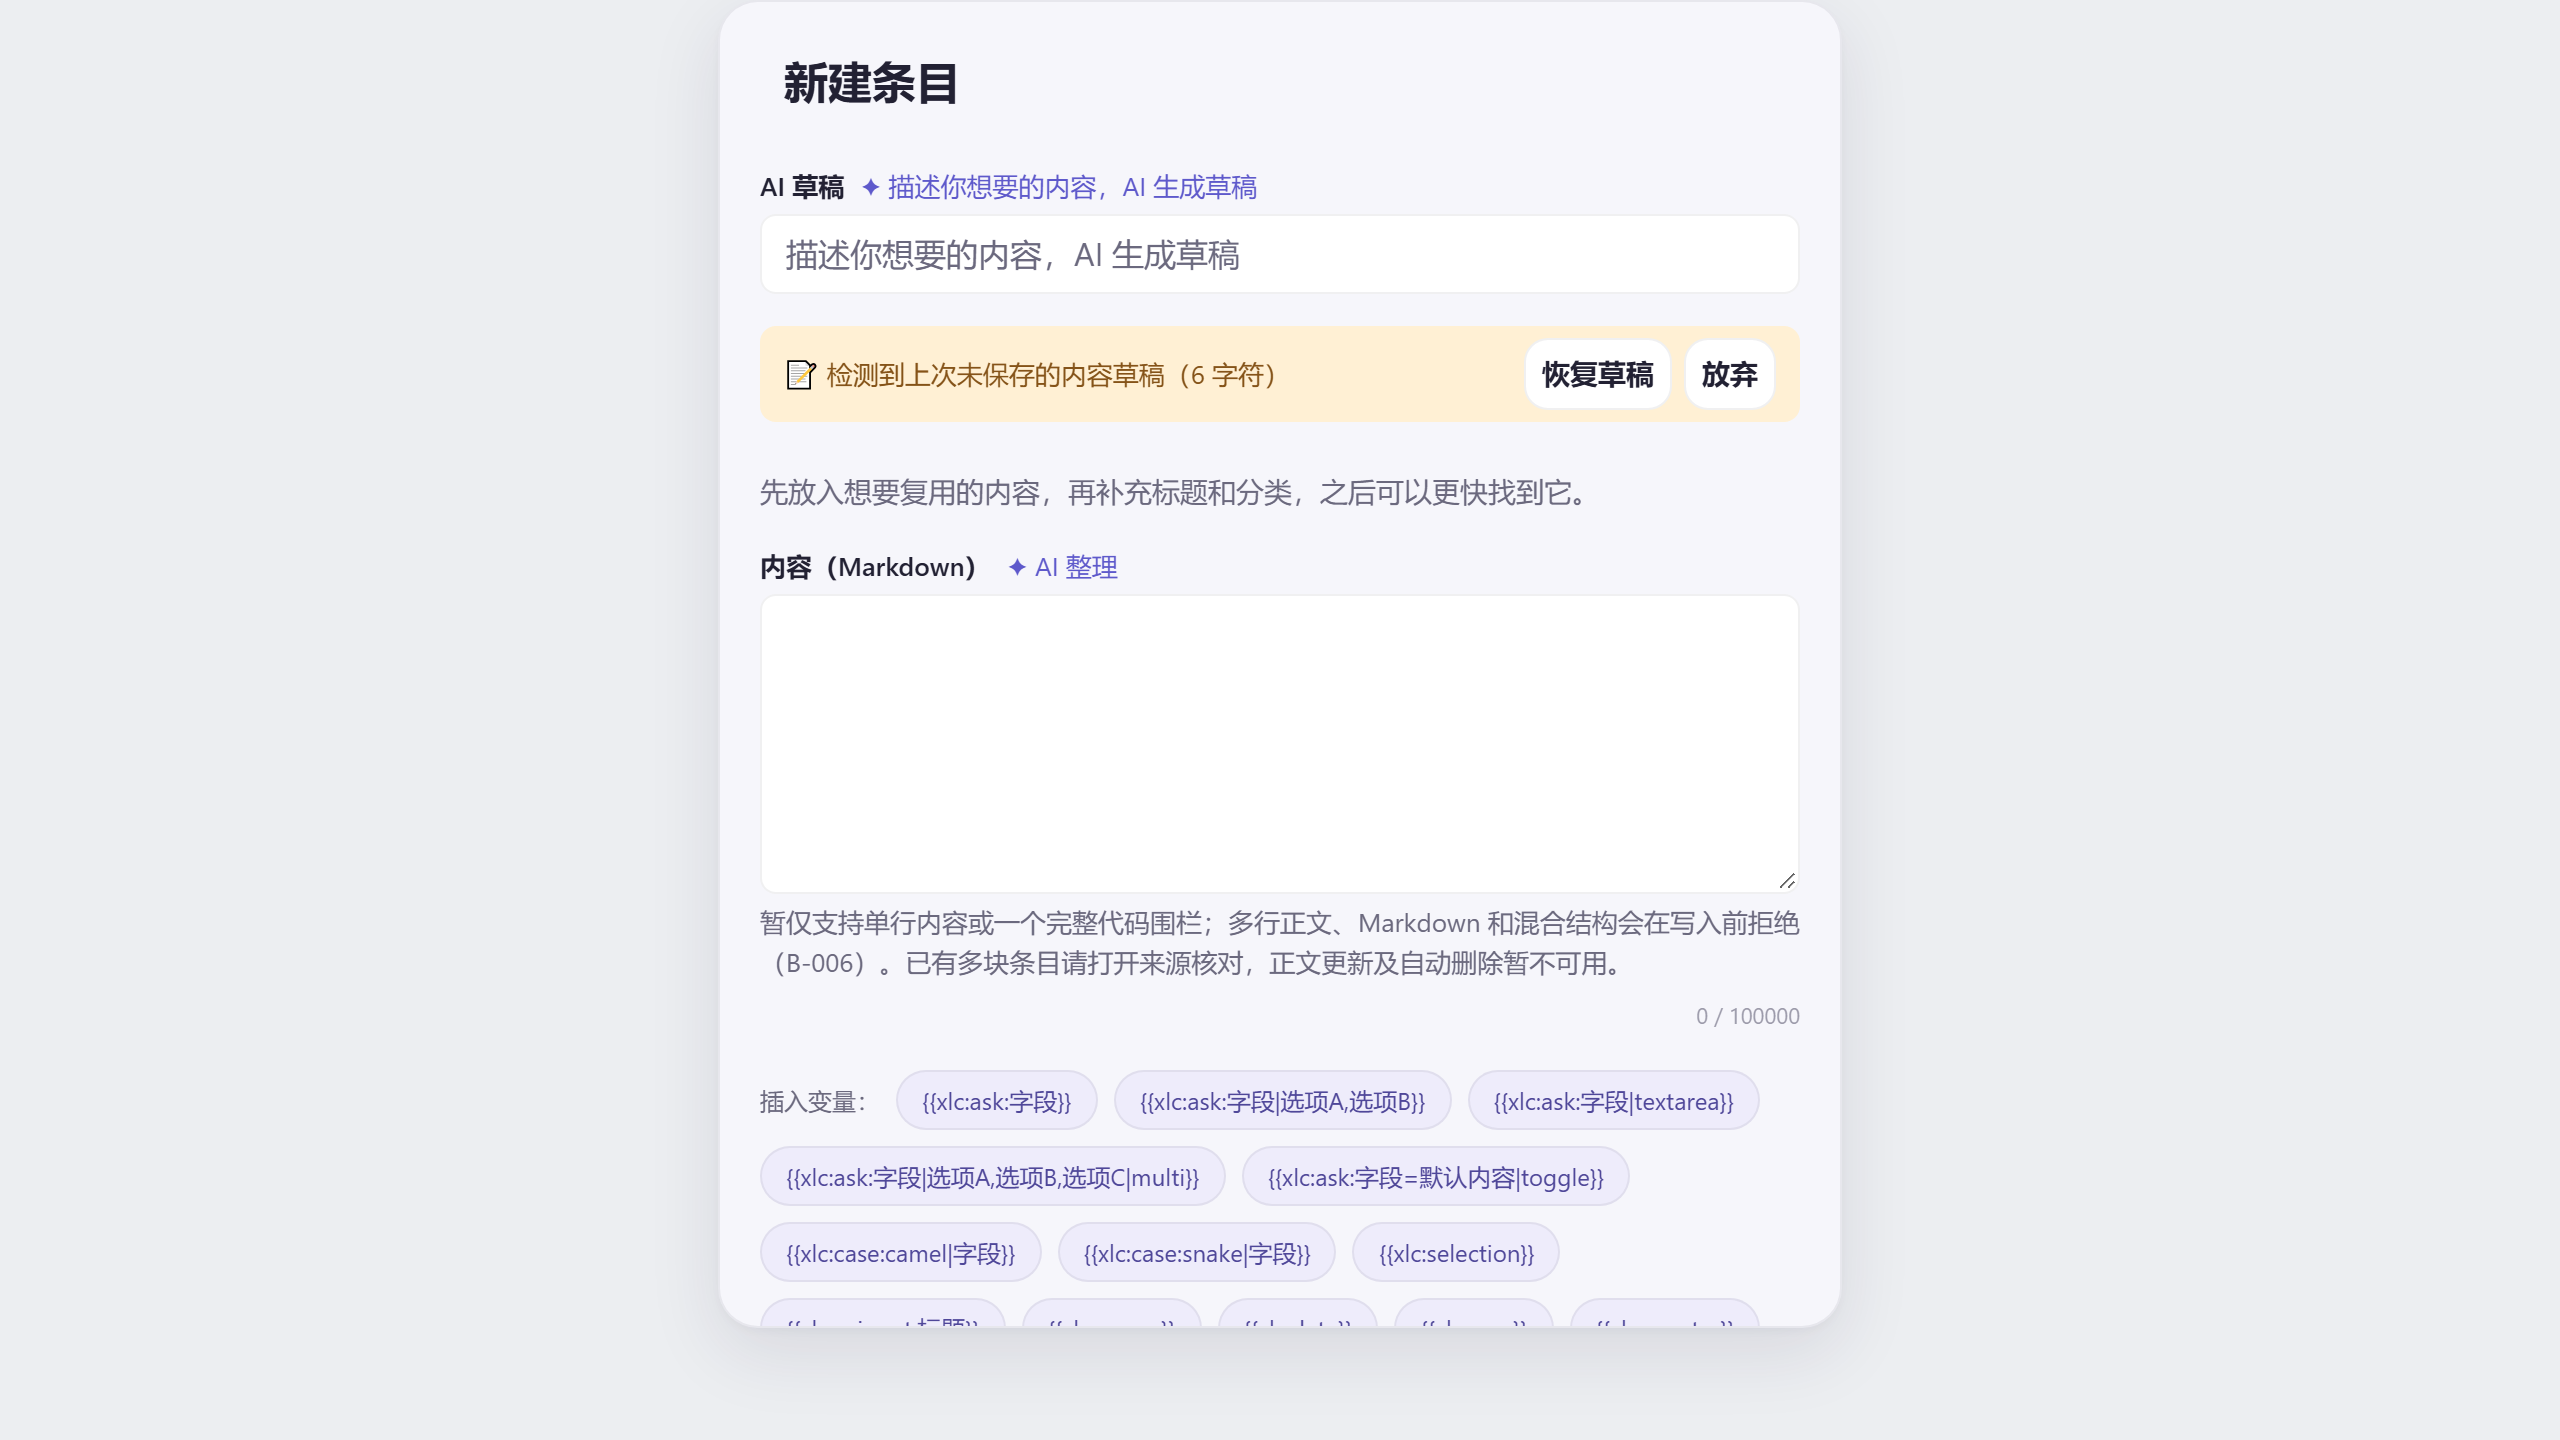 新建条目
AI 草稿 ✦ 描述你想要的内容，AI 生成草稿
描述你想要的内容，AI 生成草稿
📝 检测到上次未保存的内容草稿（6 字符） 恢复草稿 放弃
先放入想要复用的内容，再补充标题和分类，之后可以更快找到它。
内容（Markdown） ✦ AI 整理
暂仅支持单行内容或一个完整代码围栏；多行正文、Markdown 和混合结构会在写入前拒绝
（B-006）。已有多块条目请打开来源核对，正文更新及自动删除暂不可用。
0 / 100000
插入变量： {{xlc:ask:字段}} {{xlc:ask:字段|选项A,选项B}} {{xlc:ask:字段|textarea}}
{{xlc:ask:字段|选项A,选项B,选项C|multi}} {{xlc:ask:字段=默认内容|toggle}}
{{xlc:case:camel|字段}} {{xlc:case:snake|字段}} {{xlc:selection}}